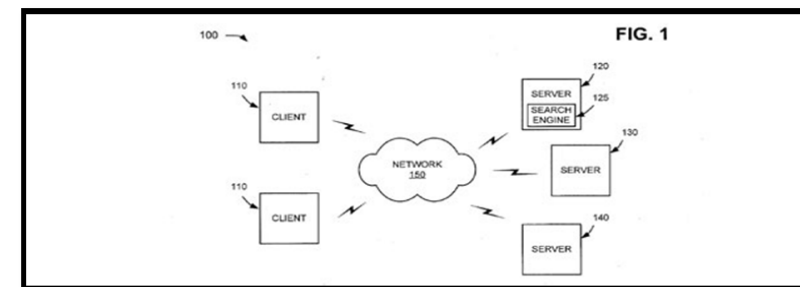 FIG. 1
100
110
CLIENT
110
CLIENT
NETWORK
150
120
SERVER
125
SEARCH
ENGINE
130
SERVER
140
SERVER